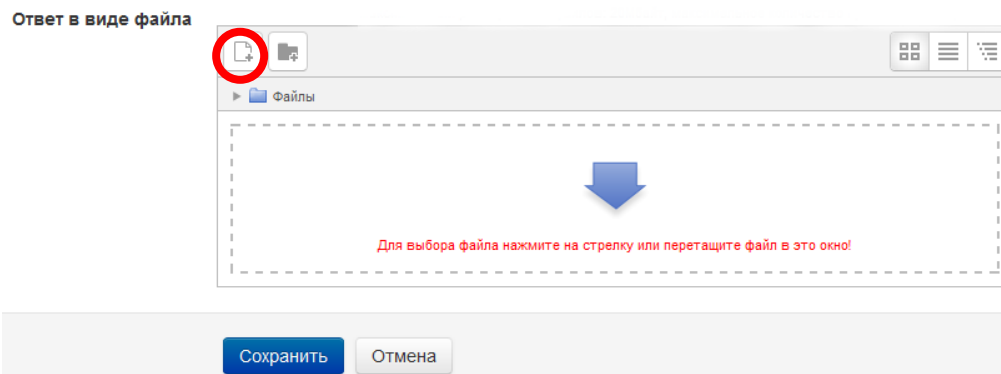 Ответ в виде файла
Файлы
Для выбора файла нажмите на стрелку или перетащите файл в это окно!
Сохранить Отмена